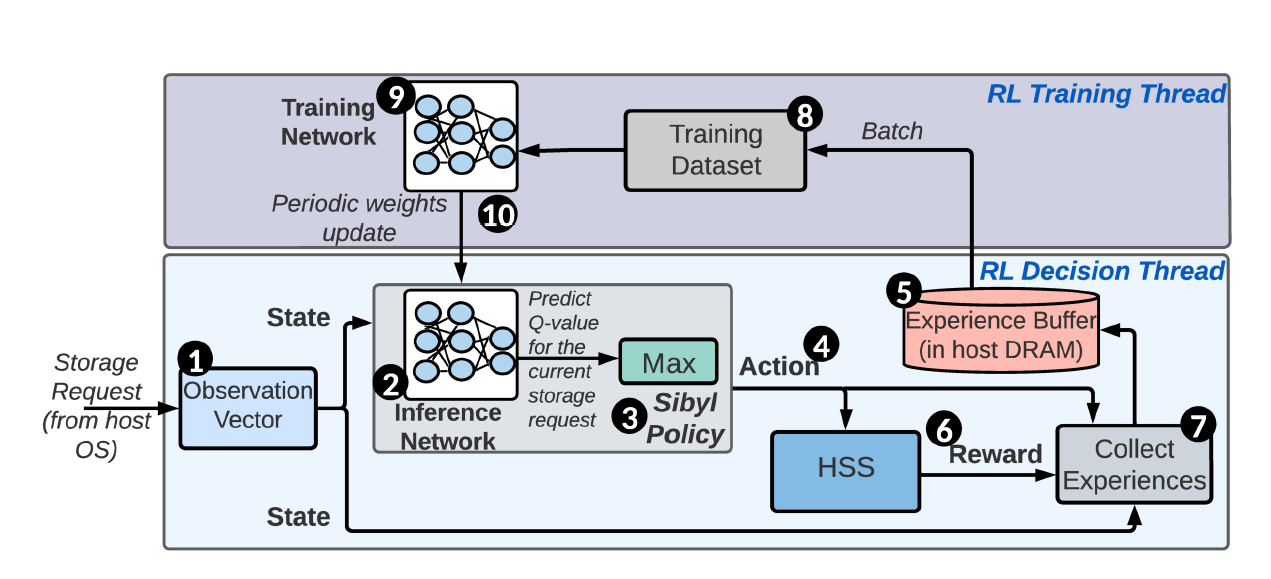 RL Training Thread
9
Training
Network
8
Training
Dataset
Batch
Periodic weights
update
10
RL Decision Thread
State
Storage
Request
(from host
OS)
1
Observation
Vector
2
Inference
Network
Predict
Q-value
for the
current
storage
request
Max
3
Sibyl
Policy
Action
4
5
Experience Buffer
(in host DRAM)
HSS
6
Reward
7
Collect
Experiences
State